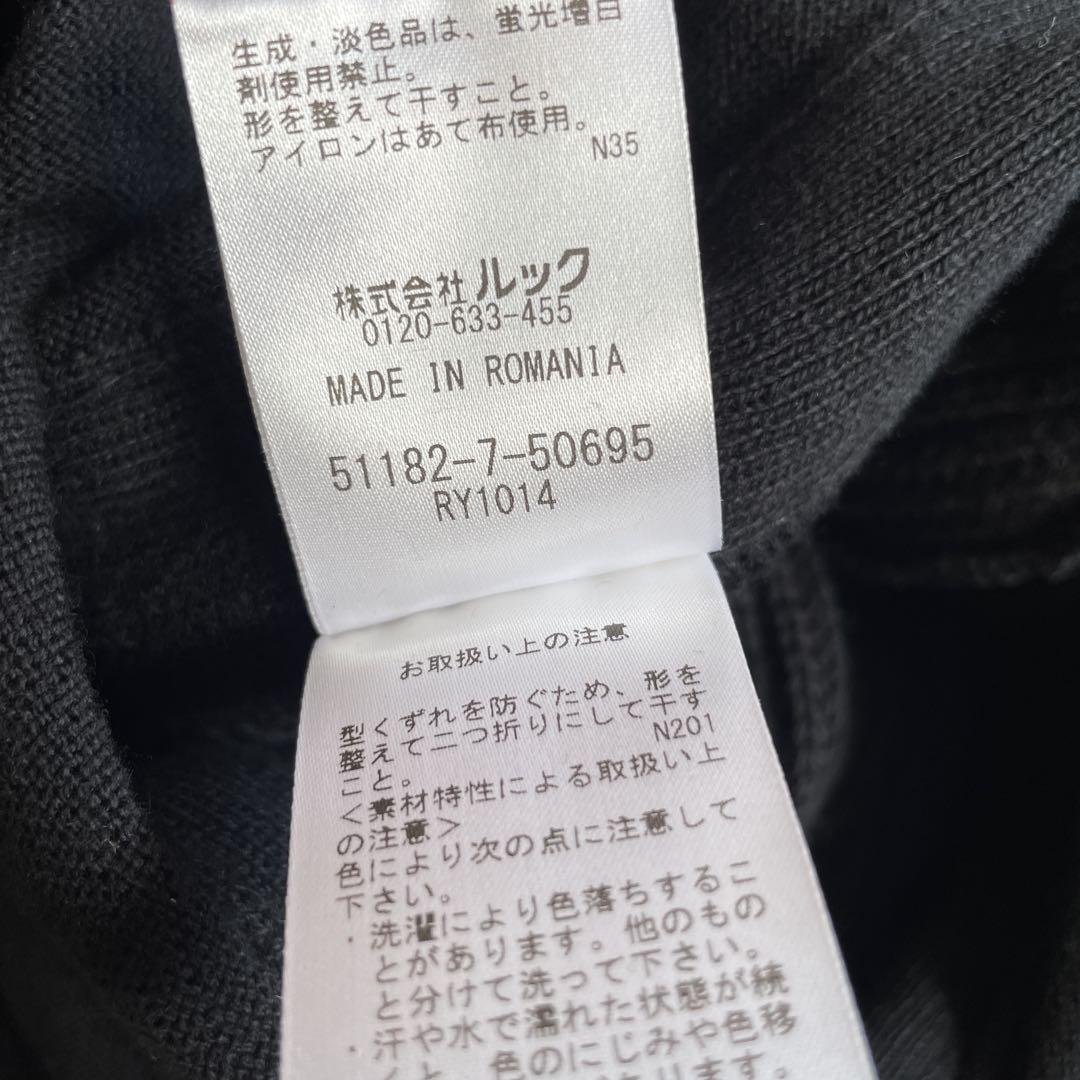 生成・淡色品は、蛍光増白
剤使用禁止。
形を整えて干すこと。
アイロンはあて布使用。
N35
株式会社ルック
0120-633-455
MADE IN ROMANIA
51182-7-50695
RY1014
お取扱い上の注意
型くずれを防ぐため、形を
整えて二つ折りにして干す
こと。
N201
<素材特性による取扱い上
の注意>
色により次の点に注意して
下さい。
・洗濯により色落ちするこ
とがあります。他のもの
と分けて洗って下さい。
・汗や水で濡れた状態が続
くと、色のにじみや色移